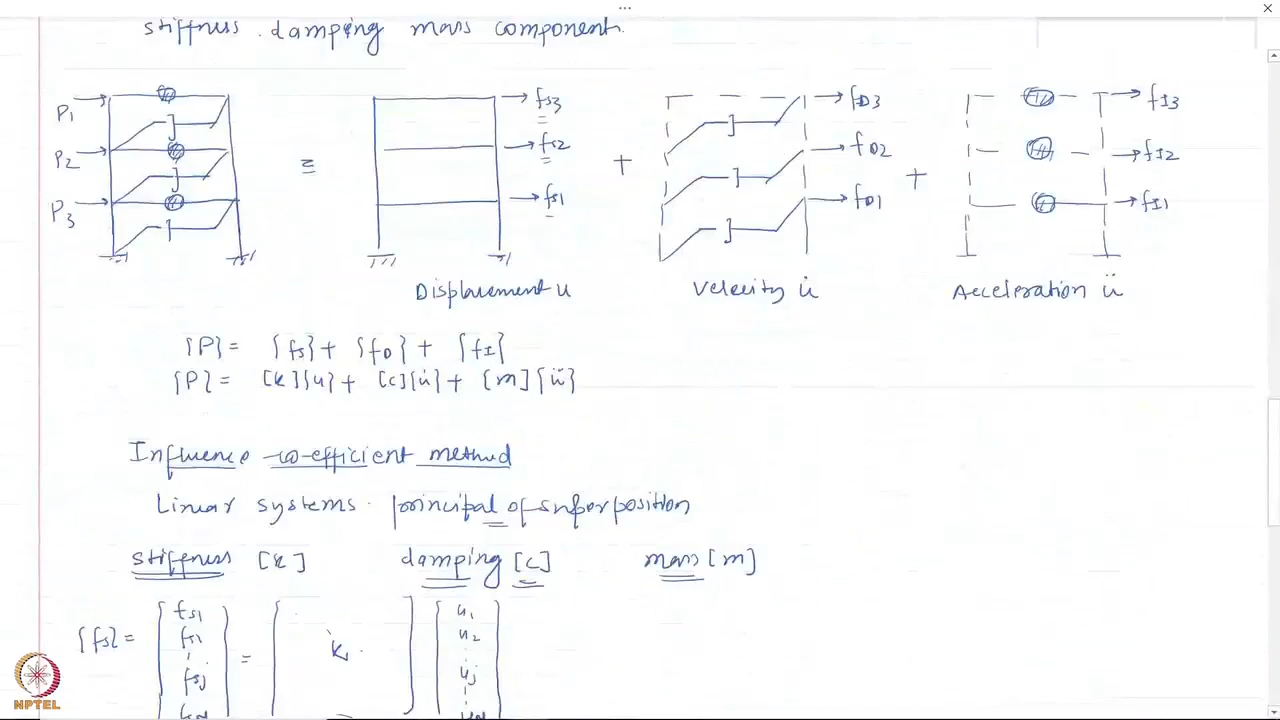 stiffness. damping mass component.
P1 P2 P3
≡
fs3 fs2 fs1
+
fD3 fD2 fD1
+
fI3 fI2 fI1
Displacement u Velocity u̇ Acceleration ü
{P} = {fs} + {fD} + {fI}
{P} = [k]{u} + [c]{u̇} + [m]{ü}
Influence co-efficient method
Linear systems. principal of superposition
stiffness [k] damping [c] mass [m]
{fs} = [fs1 fs1 fsj] = [k] [u1 u2 uj]
NPTEL